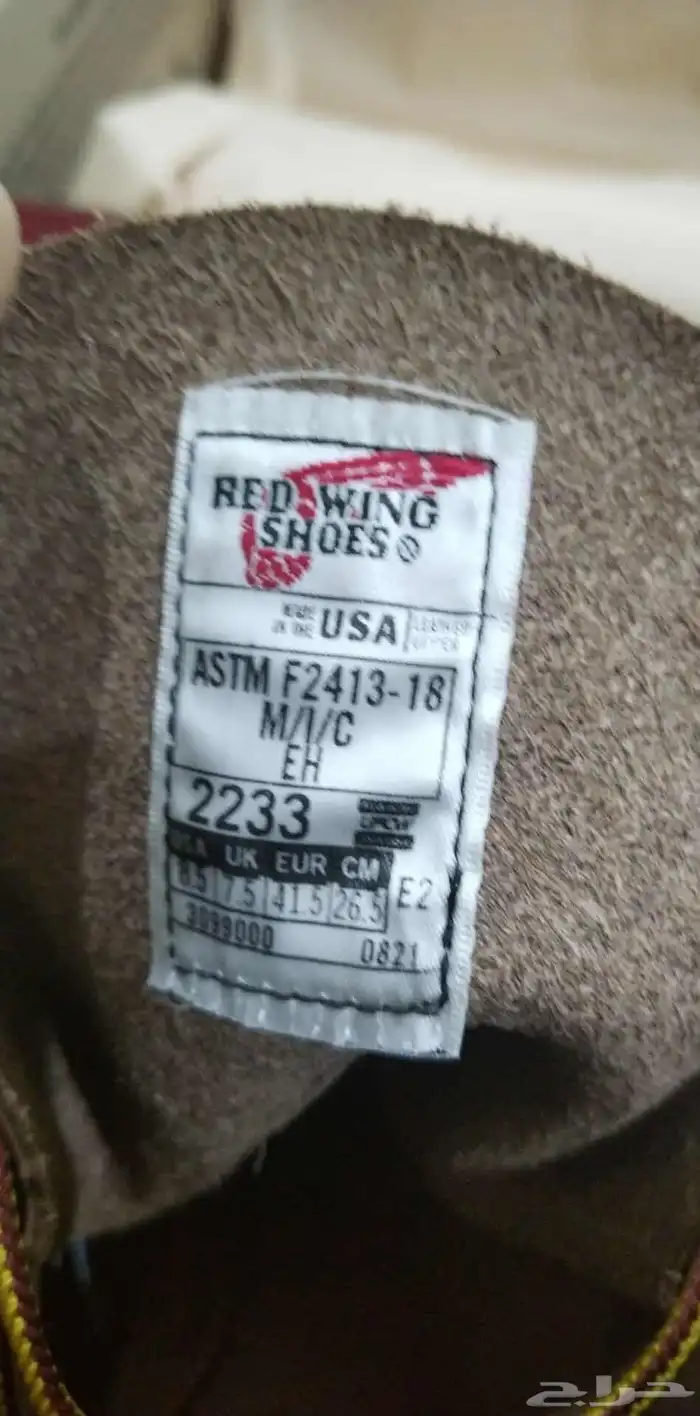 RED WING
SHOES
MADE IN THE USA LEATHER UPPER
ASTM F2413-18
M/I/C
EH
2233
USA UK EUR CM
8.5 7.5 41.5 26.5 E2
3099000 0821
حراج